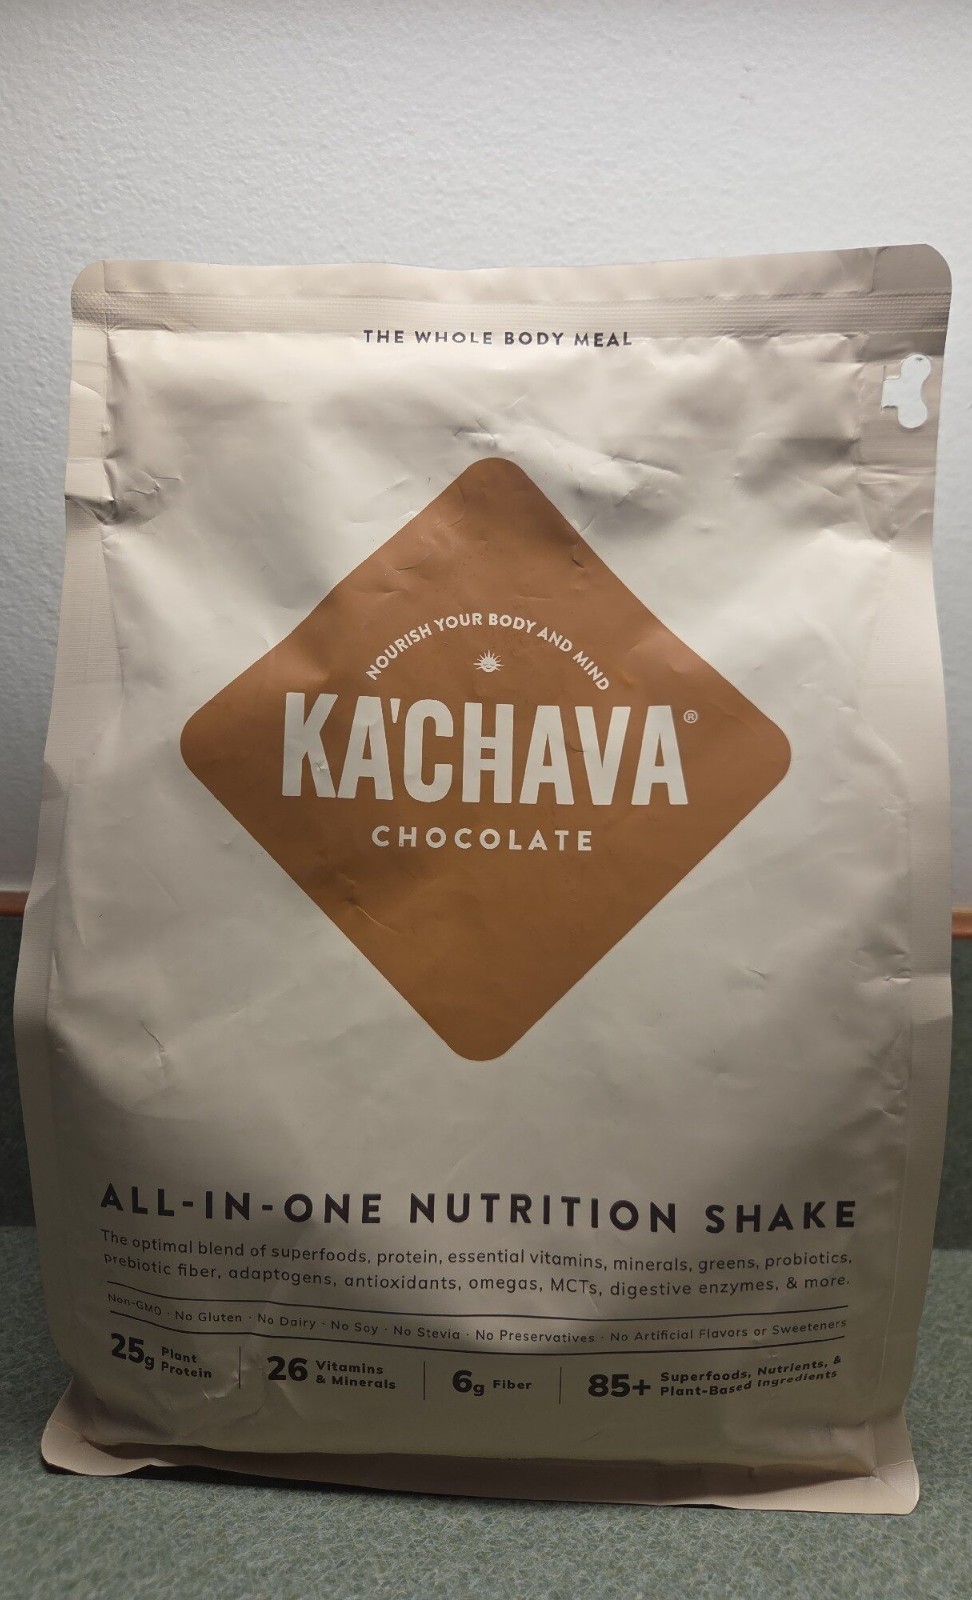 THE WHOLE BODY MEAL
NOURISH YOUR BODY AND MIND
KA'CHAVA®
CHOCOLATE
ALL-IN-ONE NUTRITION SHAKE
The optimal blend of superfoods, protein, essential vitamins, minerals, greens, probiotics,
prebiotic fiber, adaptogens, antioxidants, omegas, MCTs, digestive enzymes, & more.
Non-GMO · No Gluten · No Dairy · No Soy · No Stevia · No Preservatives · No Artificial Flavors or Sweeteners
25g Plant Protein
26 Vitamins & Minerals
6g Fiber
85+ Superfoods, Nutrients, & Plant-Based Ingredients